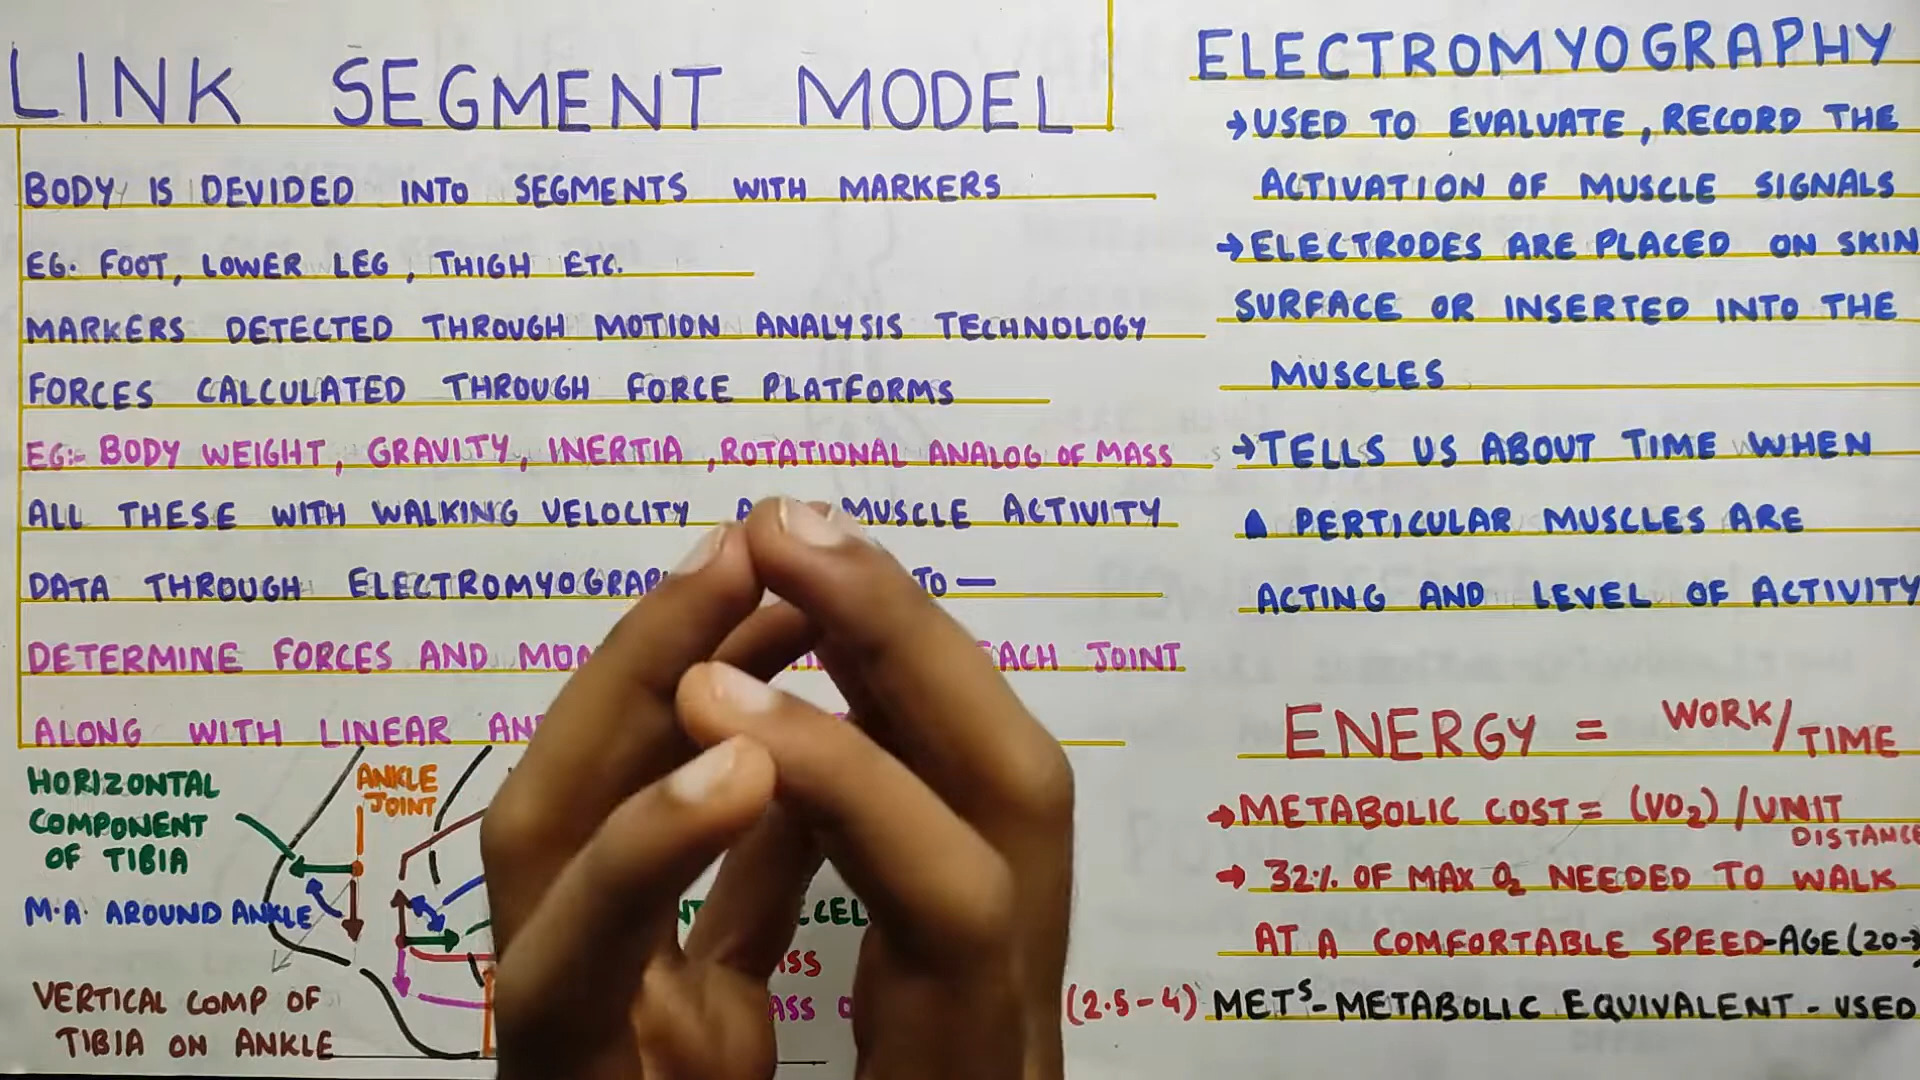 LINK SEGMENT MODEL
BODY IS DEVIDED INTO SEGMENTS WITH MARKERS
EG. FOOT, LOWER LEG, THIGH ETC.
MARKERS DETECTED THROUGH MOTION ANALYSIS TECHNOLOGY
FORCES CALCULATED THROUGH FORCE PLATFORMS
EG:- BODY WEIGHT, GRAVITY, INERTIA, ROTATIONAL ANALOG OF MASS
ALL THESE WITH WALKING VELOCITY MUSCLE ACTIVITY
DATA THROUGH TO —
DETERMINE FORCES AND JOINT
ALONG WITH LINEAR
HORIZONTAL
COMPONENT
OF TIBIA
ANKLE
JOINT
M.A. AROUND ANKLE
VERTICAL COMP OF
TIBIA ON ANKLE
ELECTROMYOGRAPHY
→ USED TO EVALUATE, RECORD THE
ACTIVATION OF MUSCLE SIGNALS
→ ELECTRODES ARE PLACED ON SKIN
SURFACE OR INSERTED INTO THE
MUSCLES
→ TELLS US ABOUT TIME WHEN
A PERTICULAR MUSCLES ARE
ACTING AND LEVEL OF ACTIVITY
ENERGY = WORK/TIME
→ METABOLIC COST = (VO2) / UNIT
DISTANCE
→ 32% OF MAX O2 NEEDED TO WALK
AT A COMFORTABLE SPEED-AGE (20-
(2.5-4) METS - METABOLIC EQUIVALENT - USED